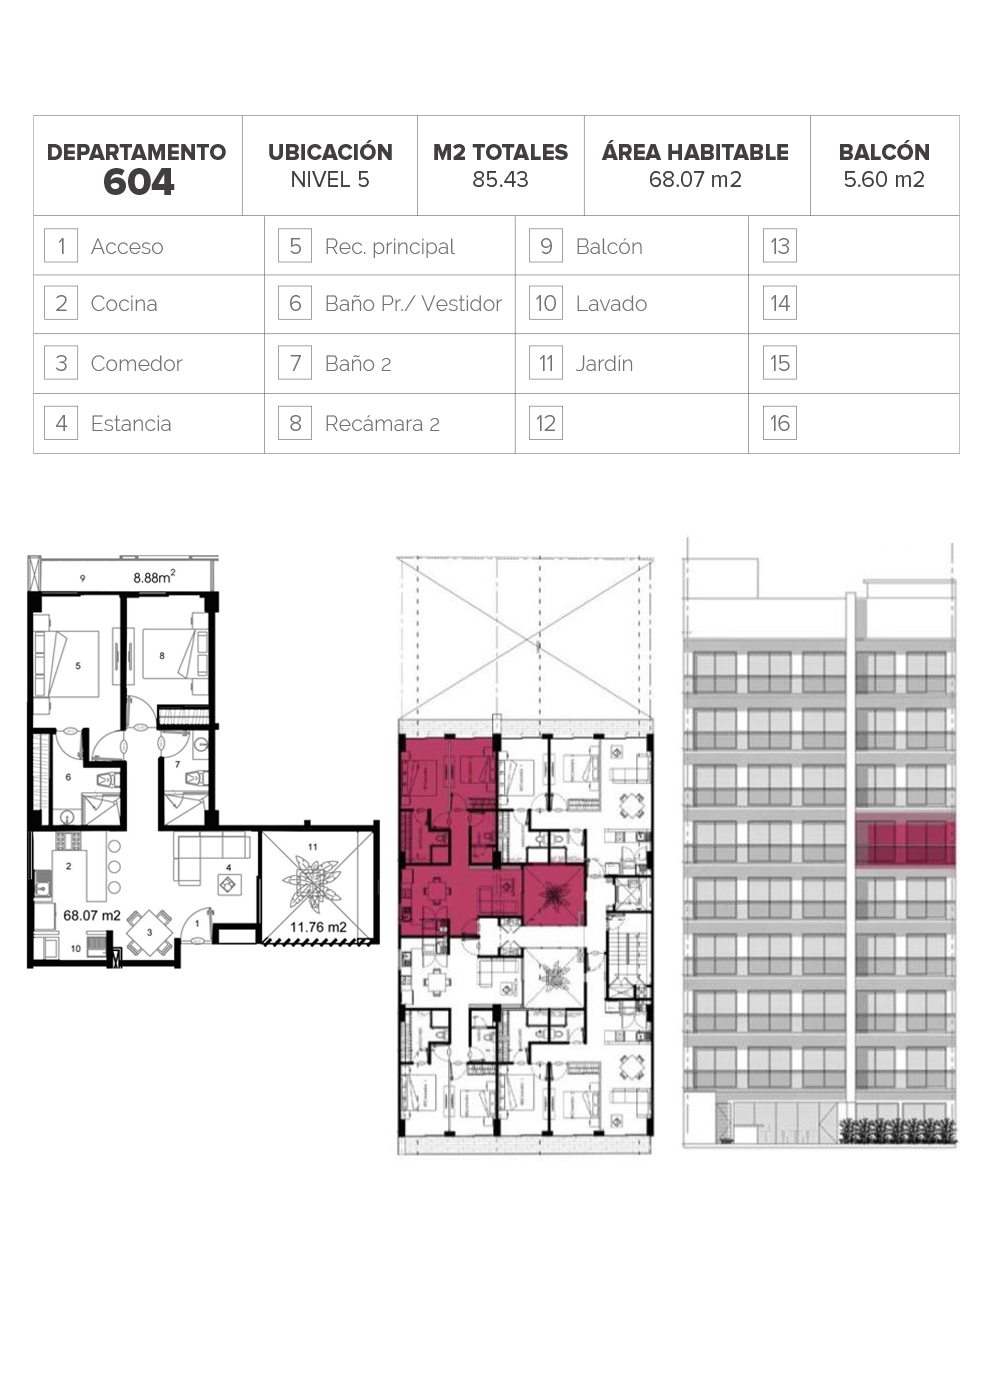 DEPARTAMENTO
604
UBICACIÓN
NIVEL 5
M2 TOTALES
85.43
ÁREA HABITABLE
68.07 m2
BALCÓN
5.60 m2
1 Acceso
5 Rec. principal
9 Balcón
13
2 Cocina
6 Baño Pr./ Vestidor
10 Lavado
14
3 Comedor
7 Baño 2
11 Jardín
15
4 Estancia
8 Recámara 2
12
16
9 8.88m2
5
8
6
7
2
4
11
68.07 m2
1
3
11.76 m2
10